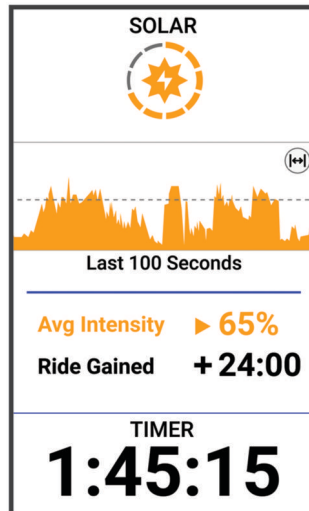 SOLAR
Last 100 Seconds
Avg Intensity 65%
Ride Gained +24:00
TIMER
1:45:15